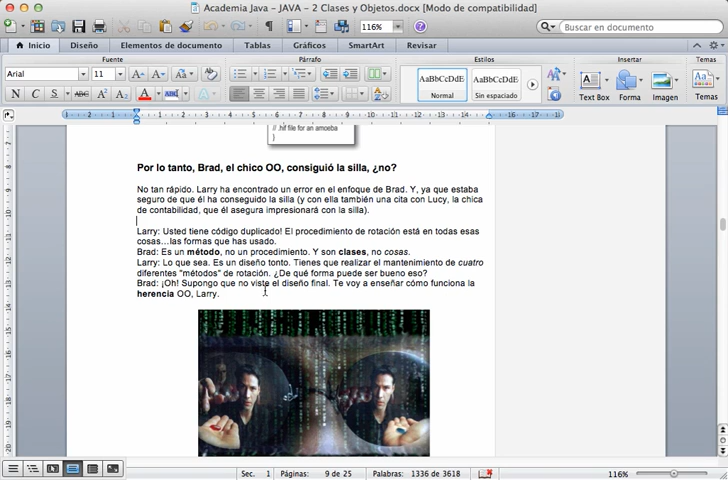 Academia Java - JAVA - 2 Clases y Objetos.docx [Modo de compatibilidad]
116%
Buscar en documento
Inicio Diseño Elementos de documento Tablas Gráficos SmartArt Revisar
Fuente Párrafo Estilos Insertar Temas
Arial 11
AaBbCcDdE AaBbCcDdE
N C S
Normal Sin espaciado Text Box Forma Imagen Temas
// .hif file for an amoeba
}
Por lo tanto, Brad, el chico OO, consiguió la silla, ¿no?
No tan rápido. Larry ha encontrado un error en el enfoque de Brad. Y, ya que estaba
seguro de que él ha conseguido la silla (y con ella también una cita con Lucy, la chica
de contabilidad, que él asegura impresionará con la silla).
Larry: Usted tiene código duplicado! El procedimiento de rotación está en todas esas
cosas…las formas que has usado.
Brad: Es un método, no un procedimiento. Y son clases, no cosas.
Larry: Lo que sea. Es un diseño tonto. Tienes que realizar el mantenimiento de cuatro
diferentes "métodos" de rotación. ¿De qué forma puede ser bueno eso?
Brad: ¡Oh! Supongo que no viste el diseño final. Te voy a enseñar cómo funciona la
herencia OO, Larry.
Sec. 1 Páginas: 9 de 25 Palabras: 1336 de 3618 116%